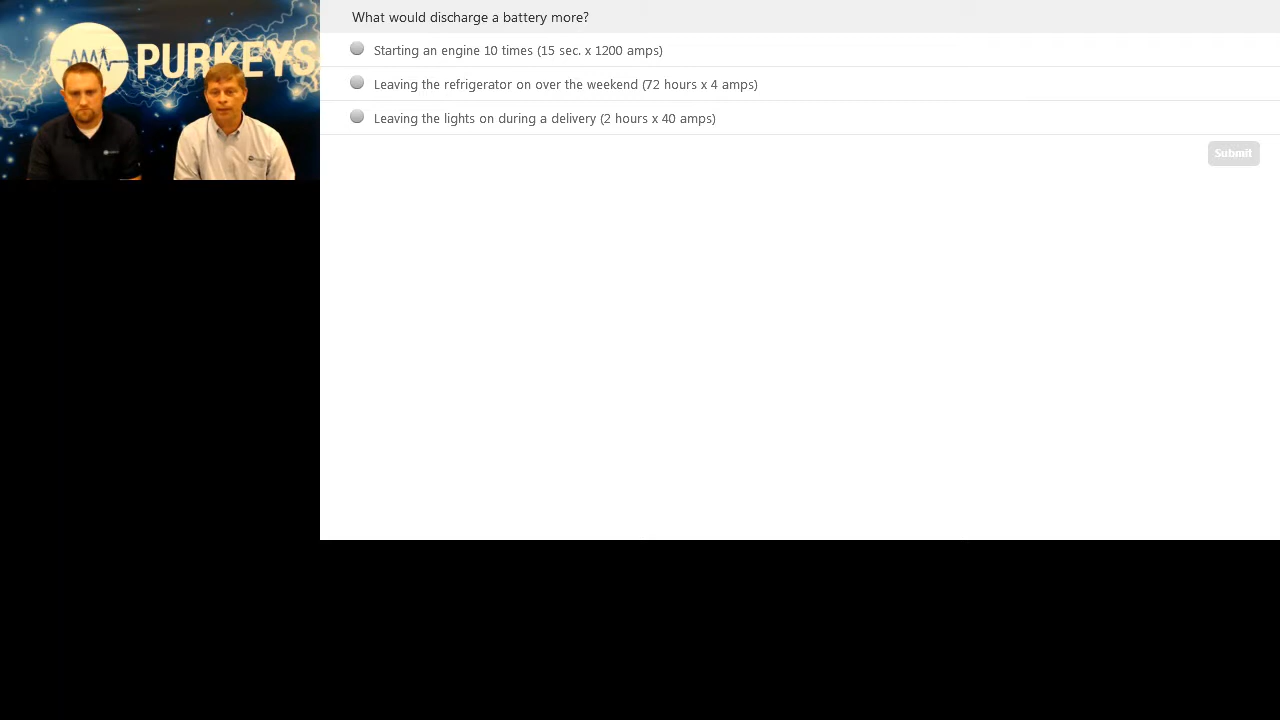 PURKEYS
What would discharge a battery more?
Starting an engine 10 times (15 sec. x 1200 amps)
Leaving the refrigerator on over the weekend (72 hours x 4 amps)
Leaving the lights on during a delivery (2 hours x 40 amps)
Submit